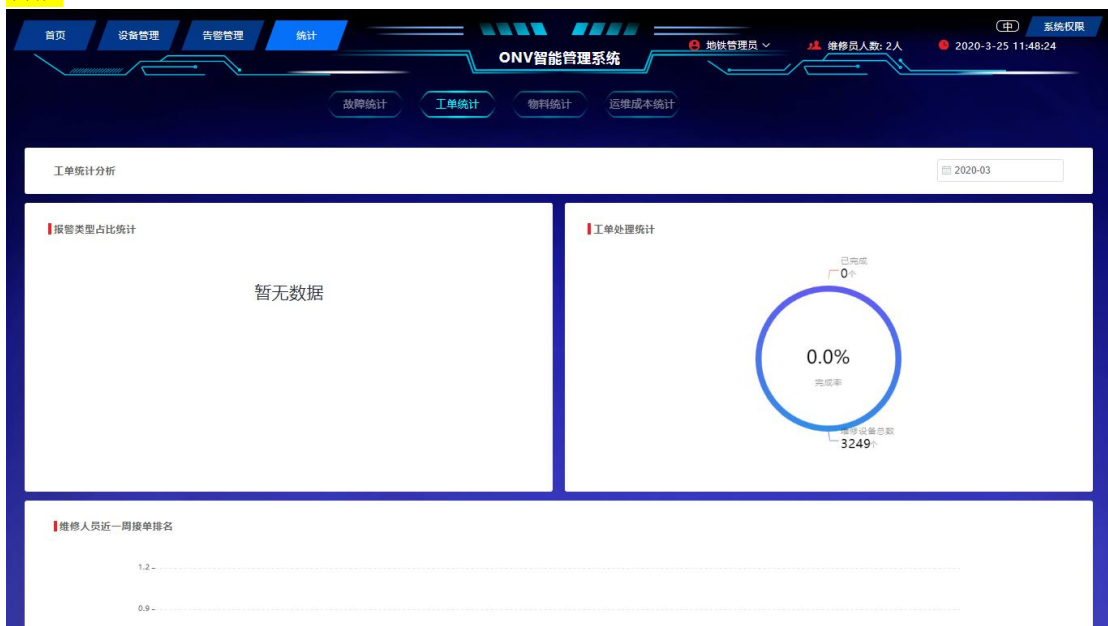 首页 设备管理 告警管理 统计
中 系统权限
ONV智能管理系统
地铁管理员 维修员人数: 2人 2020-3-25 11:48:24
故障统计 工单统计 物料统计 运维成本统计
工单统计分析 2020-03
报警类型占比统计
暂无数据
工单处理统计
已完成
0个
0.0%
完成率
维修设备总数
3249个
维修人员近一周接单排名
1.2
0.9